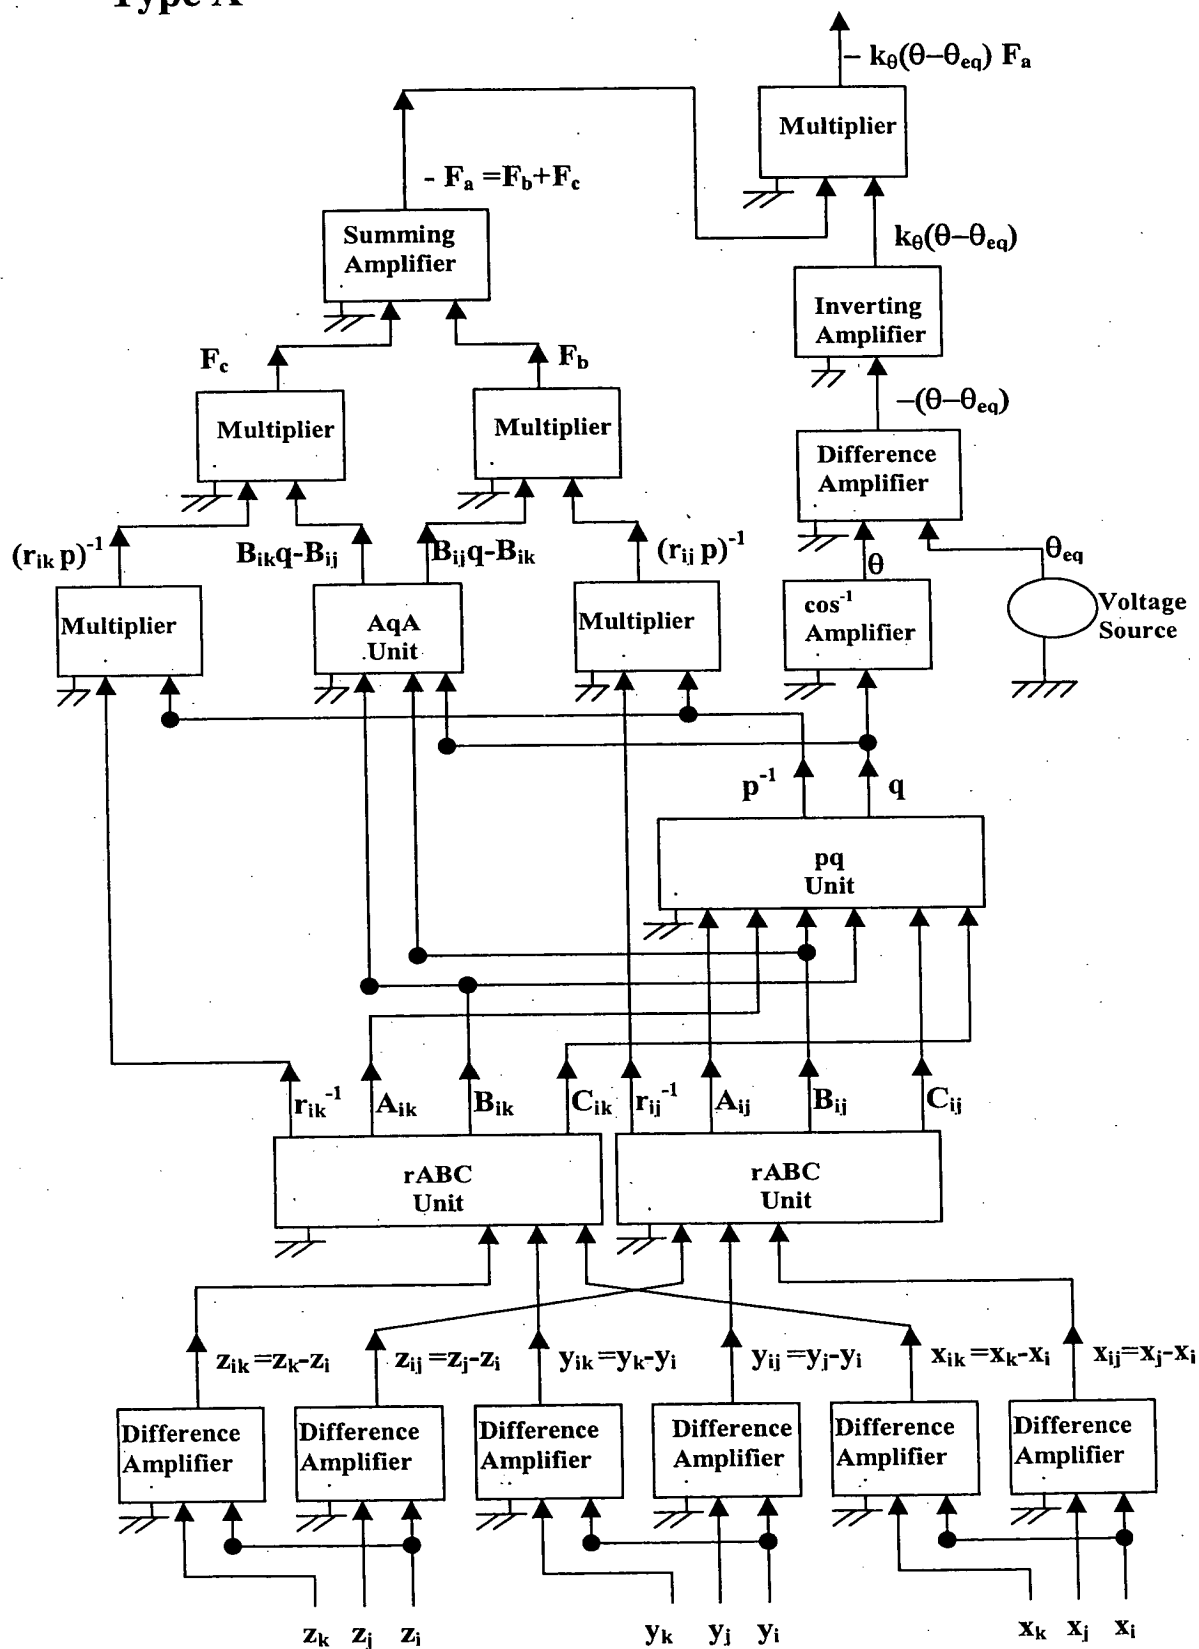 Type A
− kθ(θ−θeq) Fa
Multiplier
- Fa =Fb+Fc
Summing
Amplifier
kθ(θ−θeq)
Inverting
Amplifier
Fc
Fb
−(θ−θeq)
Multiplier
Multiplier
Difference
Amplifier
(rik p)-1
Bikq-Bij
Bijq-Bik
(rij p)-1
θ
θeq
Multiplier
AqA
Unit
Multiplier
cos-1
Amplifier
Voltage
Source
p-1
q
pq
Unit
rik-1
Aik
Bik
Cik
rij-1
Aij
Bij
Cij
rABC
Unit
rABC
Unit
zik=zk-zi
zij=zj-zi
yik=yk-yi
yij=yj-yi
xik=xk-xi
xij=xj-xi
Difference
Amplifier
Difference
Amplifier
Difference
Amplifier
Difference
Amplifier
Difference
Amplifier
Difference
Amplifier
zk zj zi
yk yj yi
xk xj xi